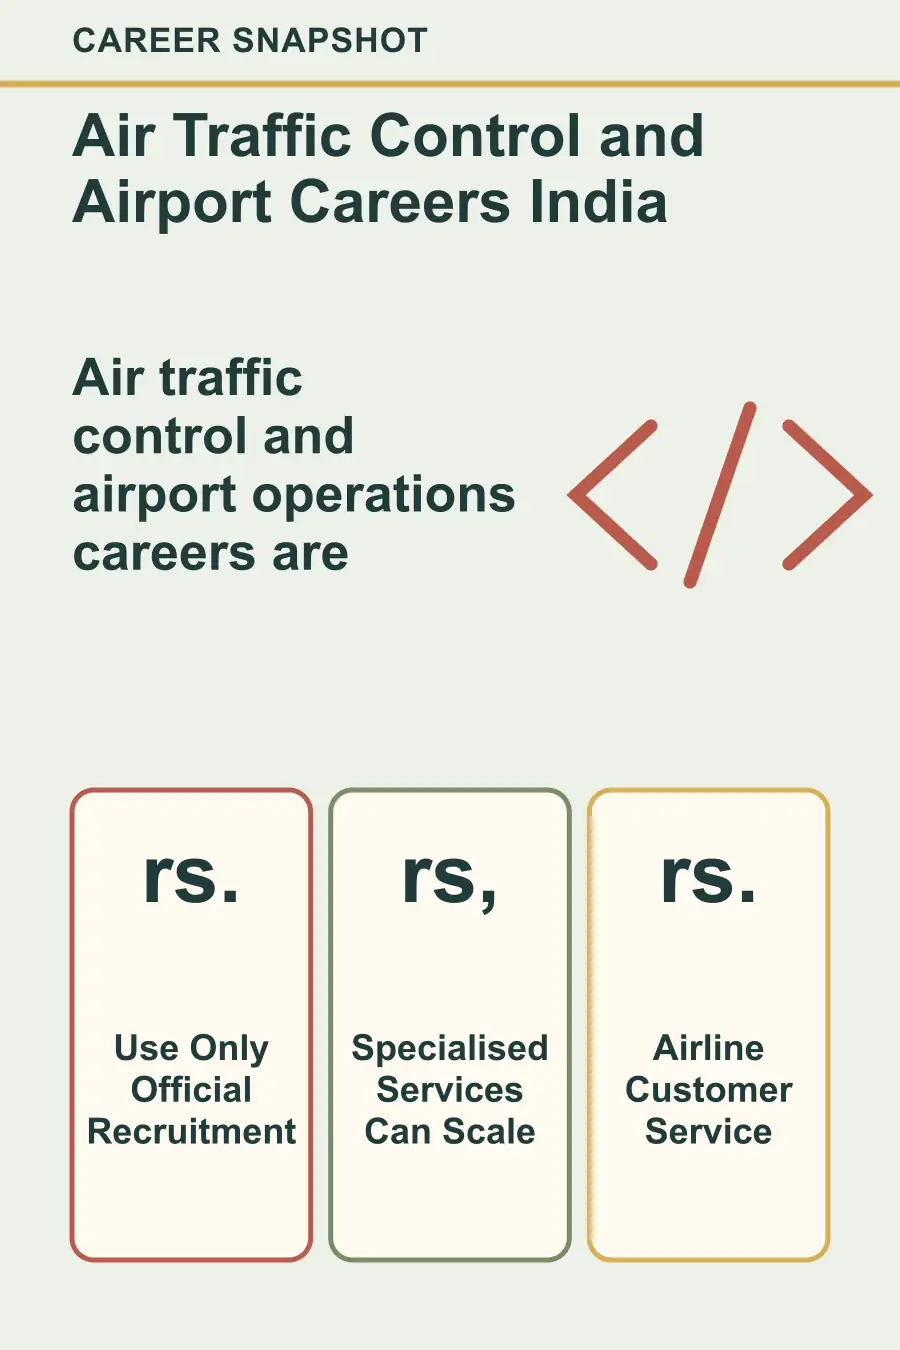 CAREER SNAPSHOT
Air Traffic Control and
Airport Careers India
Air traffic
control and
airport operations
careers are
</>
rs.
Use Only
Official
Recruitment
rs,
Specialised
Services
Can Scale
rs.
Airline
Customer
Service